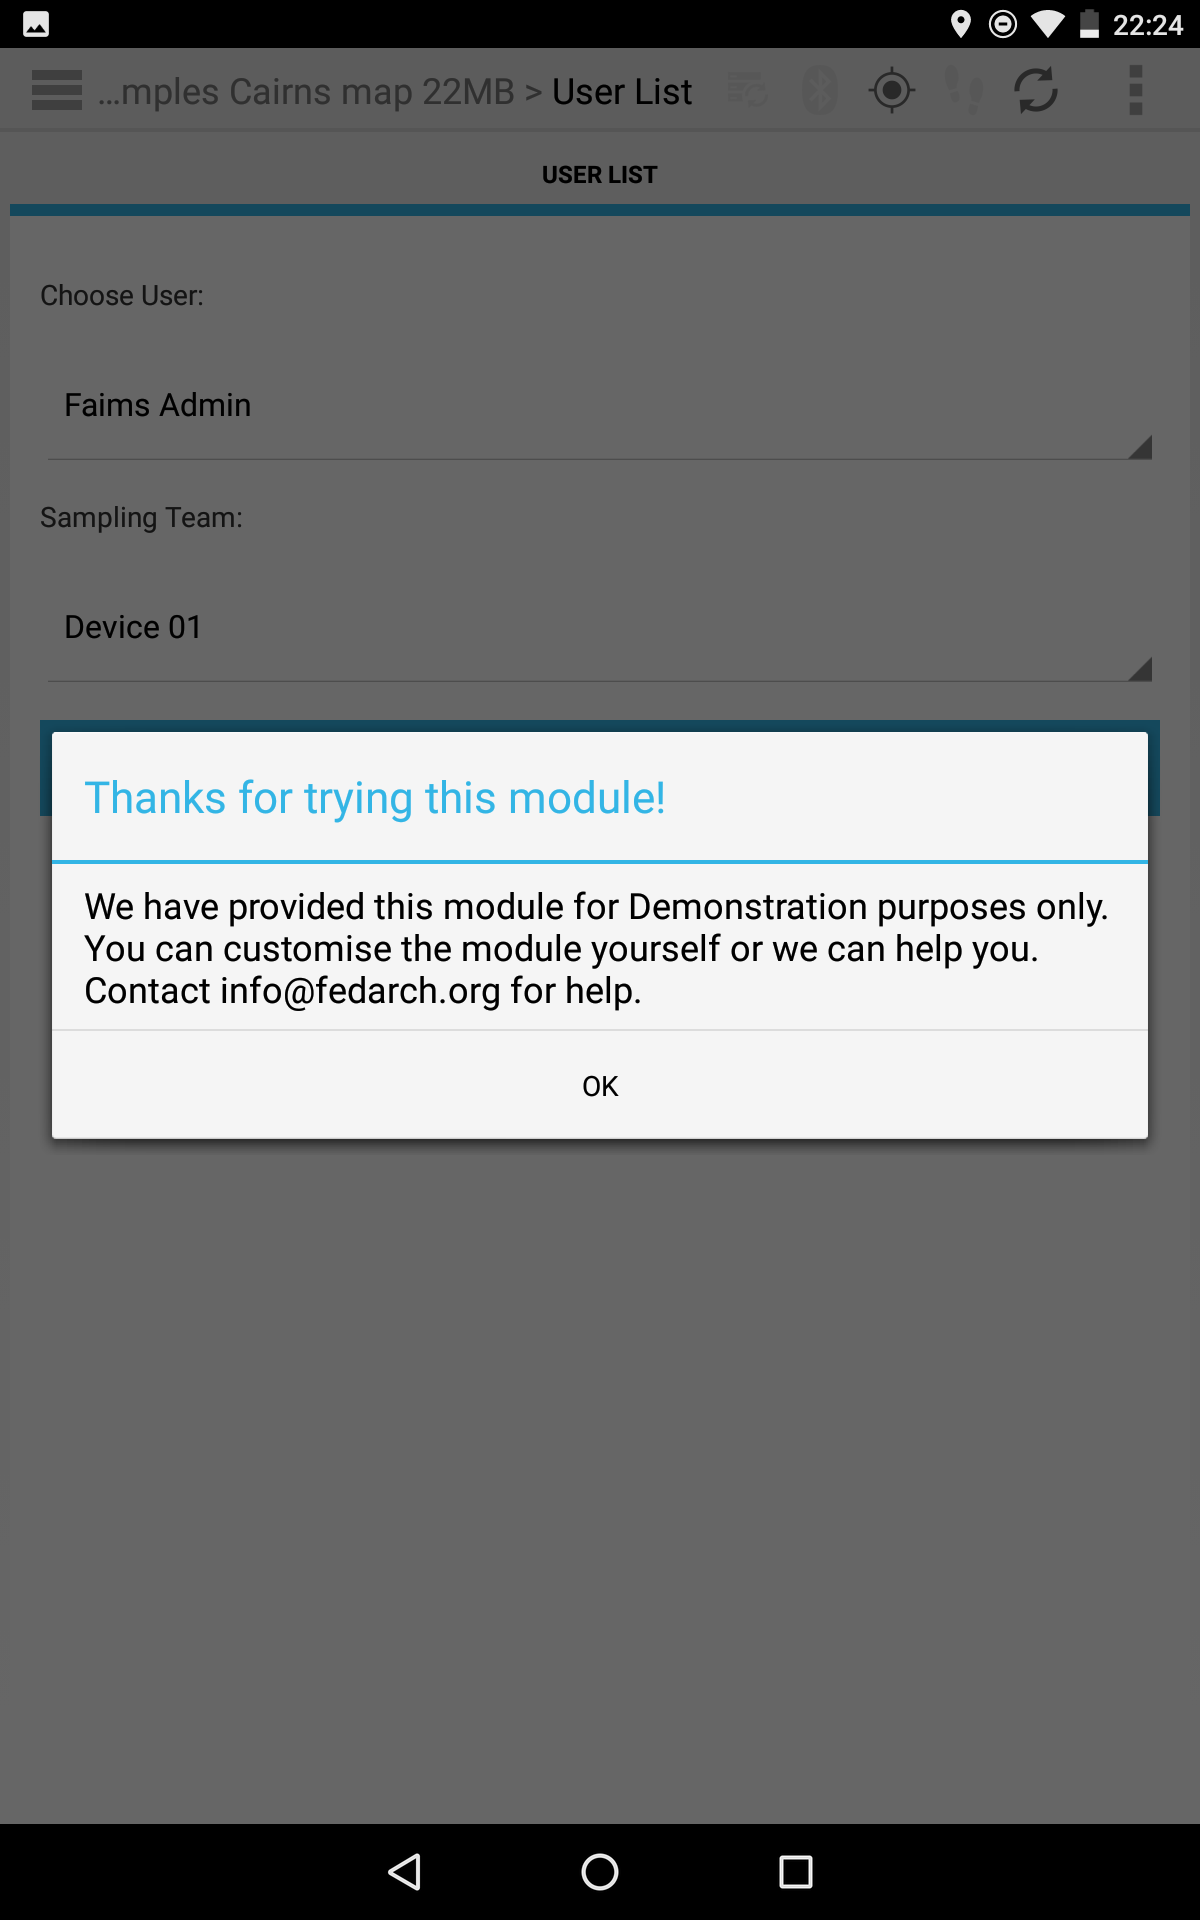 22:24
…mples Cairns map 22MB > User List
USER LIST
Choose User:
Faims Admin
Sampling Team:
Device 01
Thanks for trying this module!
We have provided this module for Demonstration purposes only.
You can customise the module yourself or we can help you.
Contact info@fedarch.org for help.
OK